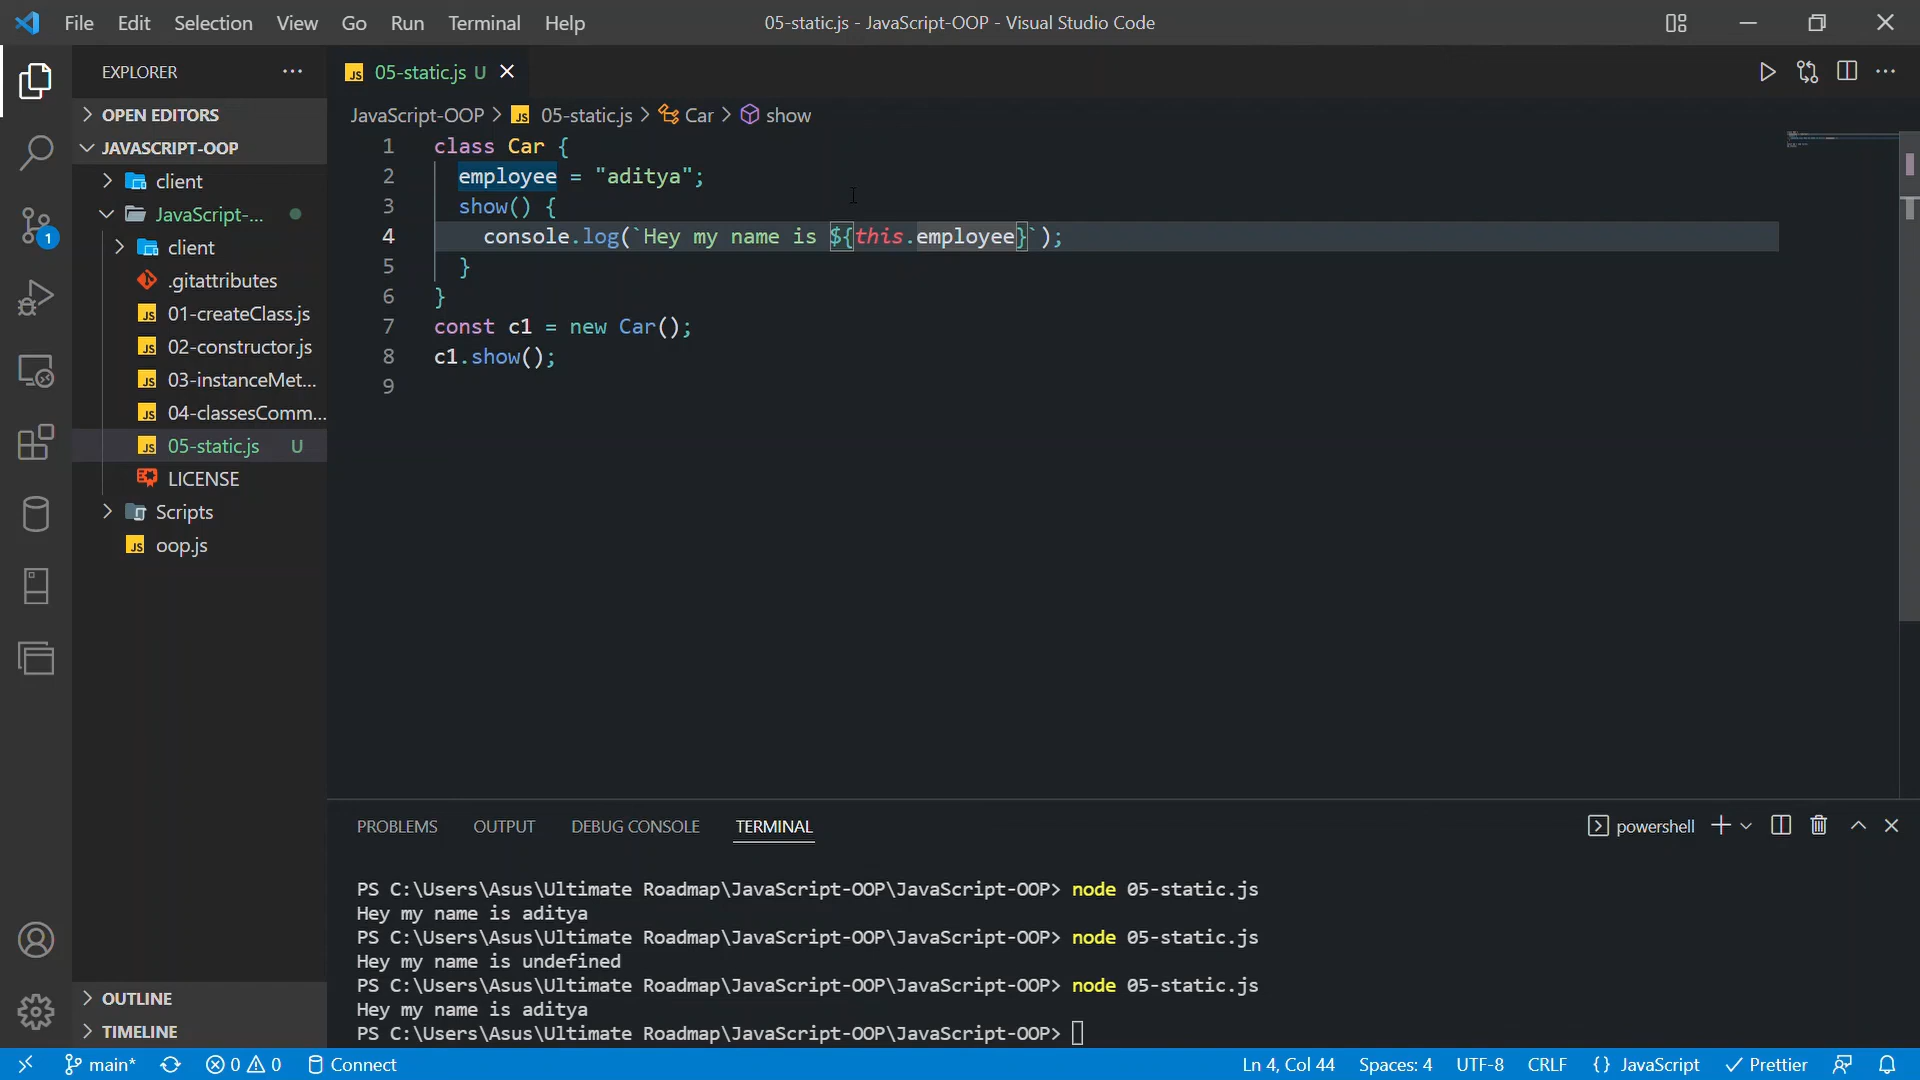 File Edit Selection View Go Run Terminal Help
05-static.js - JavaScript-OOP - Visual Studio Code
EXPLORER
OPEN EDITORS
JAVASCRIPT-OOP
client
JavaScript-...
client
.gitattributes
01-createClass.js
02-constructor.js
03-instanceMet...
04-classesComm...
05-static.js U
LICENSE
Scripts
oop.js
OUTLINE
TIMELINE
1
05-static.js U
JavaScript-OOP > 05-static.js > Car > show
1 class Car {
2 employee = "aditya";
3 show() {
4 console.log(`Hey my name is ${this.employee}`);
5 }
6 }
7 const c1 = new Car();
8 c1.show();
9
PROBLEMS OUTPUT DEBUG CONSOLE TERMINAL
powershell
PS C:\Users\Asus\Ultimate Roadmap\JavaScript-OOP\JavaScript-OOP> node 05-static.js
Hey my name is aditya
PS C:\Users\Asus\Ultimate Roadmap\JavaScript-OOP\JavaScript-OOP> node 05-static.js
Hey my name is undefined
PS C:\Users\Asus\Ultimate Roadmap\JavaScript-OOP\JavaScript-OOP> node 05-static.js
Hey my name is aditya
PS C:\Users\Asus\Ultimate Roadmap\JavaScript-OOP\JavaScript-OOP>
main* 0 0 Connect
Ln 4, Col 44 Spaces: 4 UTF-8 CRLF {} JavaScript Prettier